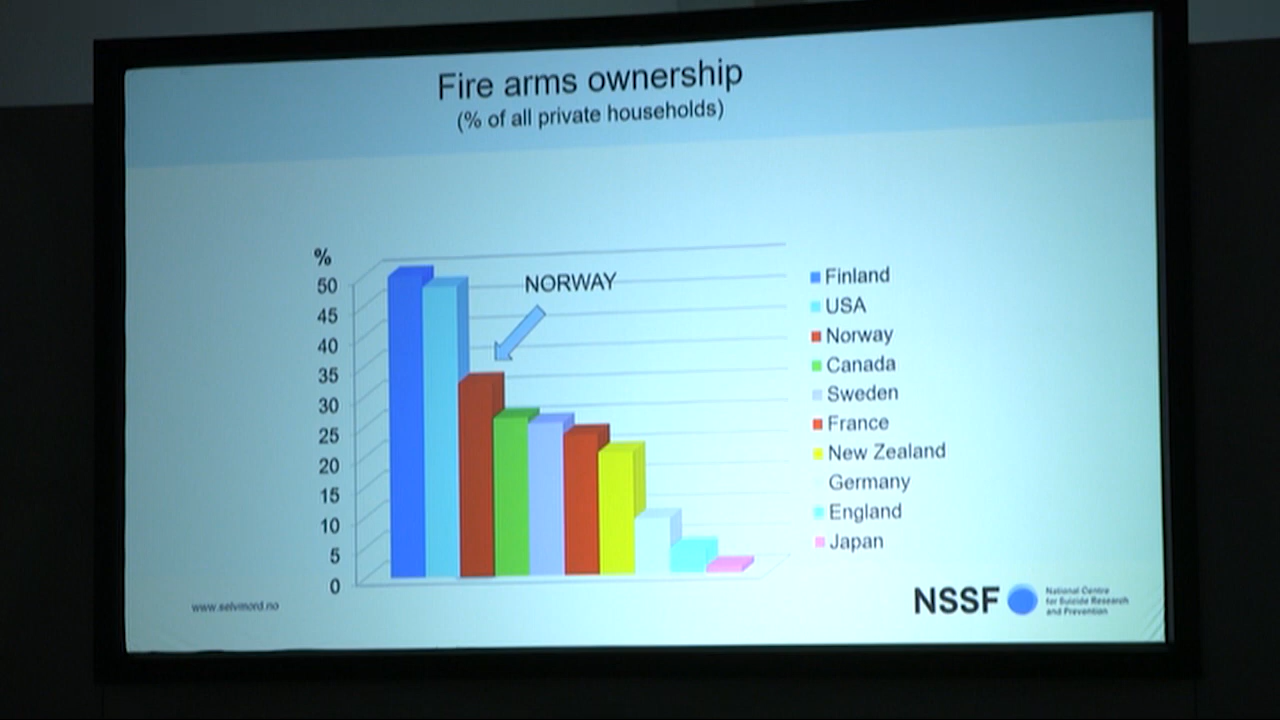 Fire arms ownership
(% of all private households)
%
50
45
40
35
30
25
20
15
10
5
0
NORWAY
Finland
USA
Norway
Canada
Sweden
France
New Zealand
Germany
England
Japan
www.selvmord.no
NSSF
National Centre
for Suicide Research
and Prevention